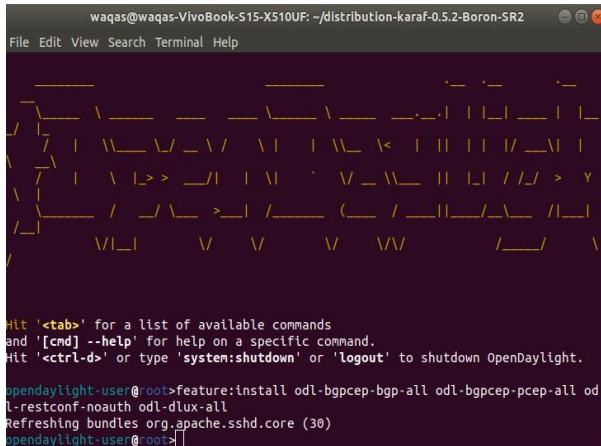 waqas@waqas-VivoBook-S15-X510UF: ~/distribution-karaf-0.5.2-Boron-SR2
File Edit View Search Terminal Help
Hit '<tab>' for a list of available commands
and '[cmd] --help' for help on a specific command.
Hit '<ctrl-d>' or type 'system:shutdown' or 'logout' to shutdown OpenDaylight.
opendaylight-user@root>feature:install odl-bgpcep-bgp-all odl-bgpcep-pcep-all od
l-restconf-noauth odl-dlux-all
Refreshing bundles org.apache.sshd.core (30)
opendaylight-user@root>